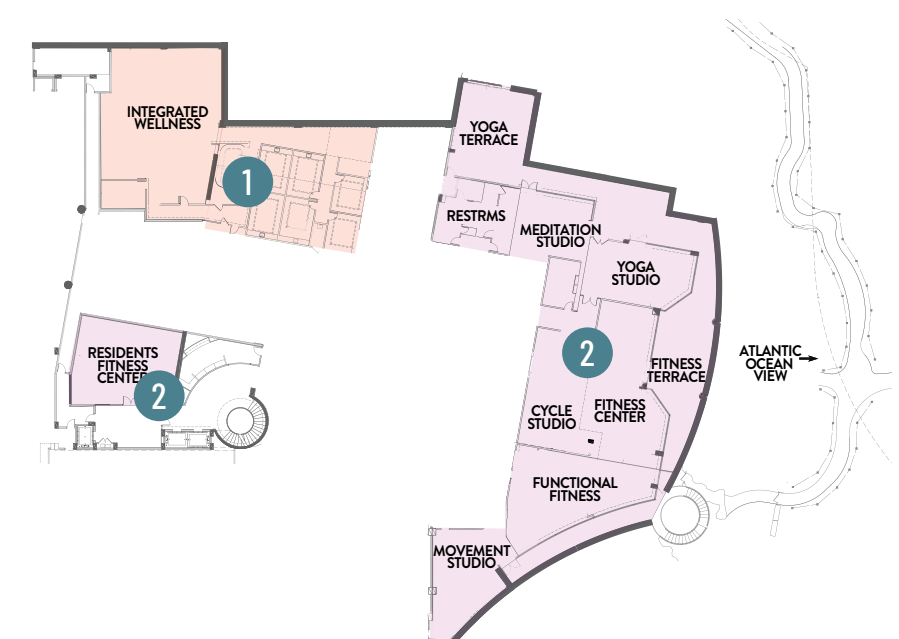 INTEGRATED
WELLNESS
1
YOGA
TERRACE
RESTRMS
MEDITATION
STUDIO
YOGA
STUDIO
RESIDENTS
FITNESS
CENTER
2
2
FITNESS
TERRACE
ATLANTIC
OCEAN
VIEW
CYCLE
STUDIO
FITNESS
CENTER
FUNCTIONAL
FITNESS
MOVEMENT
STUDIO